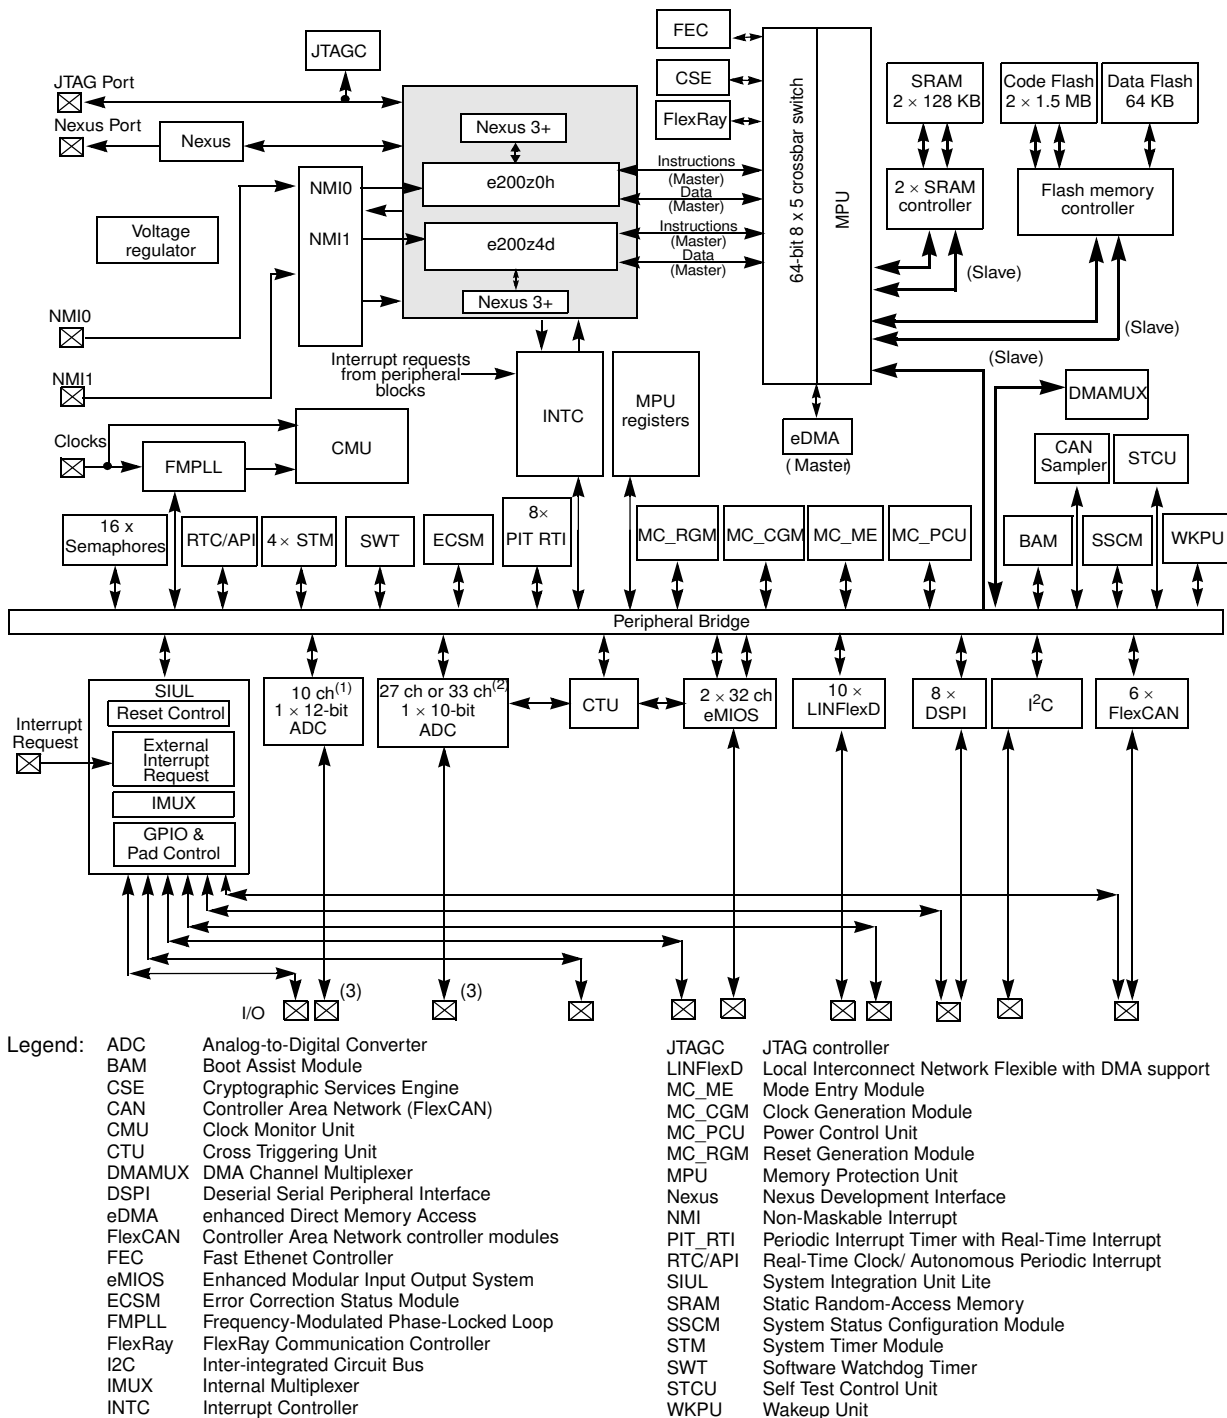 FEC
JTAGC
CSE
JTAG Port
FlexRay
SRAM
2 × 128 KB
Code Flash
2 × 1.5 MB
Data Flash
64 KB
Nexus Port
Nexus
Nexus 3+
e200z0h
NMI0
NMI1
e200z4d
Nexus 3+
Instructions
(Master)
Data
(Master)
Instructions
(Master)
Data
(Master)
64-bit 8 x 5 crossbar switch
MPU
2 × SRAM
controller
Flash memory
controller
Voltage
regulator
(Slave)
(Slave)
(Slave)
NMI0
NMI1
Interrupt requests
from peripheral
blocks
INTC
MPU
registers
DMAMUX
eDMA
(Master)
Clocks
FMPLL
CMU
CAN
Sampler
STCU
16 x
Semaphores
RTC/API
4 × STM
SWT
ECSM
8×
PIT RTI
MC_RGM
MC_CGM
MC_ME
MC_PCU
BAM
SSCM
WKPU
Peripheral Bridge
SIUL
Reset Control
External
Interrupt
Request
IMUX
GPIO &
Pad Control
Interrupt
Request
10 ch(1)
1 × 12-bit
ADC
27 ch or 33 ch(2)
1 × 10-bit
ADC
CTU
2 × 32 ch
eMIOS
10 ×
LINFlexD
8 ×
DSPI
I2C
6 ×
FlexCAN
I/O
(3)
(3)
Legend:
ADC Analog-to-Digital Converter
BAM Boot Assist Module
CSE Cryptographic Services Engine
CAN Controller Area Network (FlexCAN)
CMU Clock Monitor Unit
CTU Cross Triggering Unit
DMAMUX DMA Channel Multiplexer
DSPI Deserial Serial Peripheral Interface
eDMA enhanced Direct Memory Access
FlexCAN Controller Area Network controller modules
FEC Fast Ethenet Controller
eMIOS Enhanced Modular Input Output System
ECSM Error Correction Status Module
FMPLL Frequency-Modulated Phase-Locked Loop
FlexRay FlexRay Communication Controller
I2C Inter-integrated Circuit Bus
IMUX Internal Multiplexer
INTC Interrupt Controller
JTAGC JTAG controller
LINFlexD Local Interconnect Network Flexible with DMA support
MC_ME Mode Entry Module
MC_CGM Clock Generation Module
MC_PCU Power Control Unit
MC_RGM Reset Generation Module
MPU Memory Protection Unit
Nexus Nexus Development Interface
NMI Non-Maskable Interrupt
PIT_RTI Periodic Interrupt Timer with Real-Time Interrupt
RTC/API Real-Time Clock/ Autonomous Periodic Interrupt
SIUL System Integration Unit Lite
SRAM Static Random-Access Memory
SSCM System Status Configuration Module
STM System Timer Module
SWT Software Watchdog Timer
STCU Self Test Control Unit
WKPU Wakeup Unit